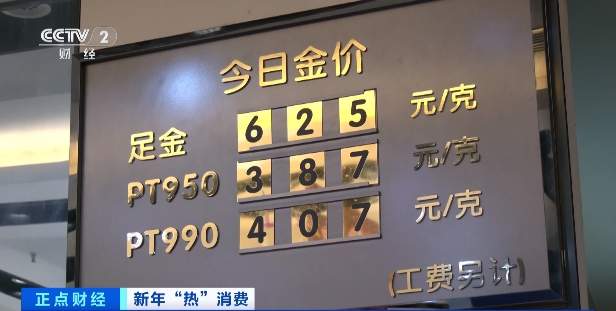 CCTV 2
财经
今日金价
足金 625 元/克
PT950 387 元/克
PT990 407 元/克
(工费另计)
正点财经 新年“热”消费